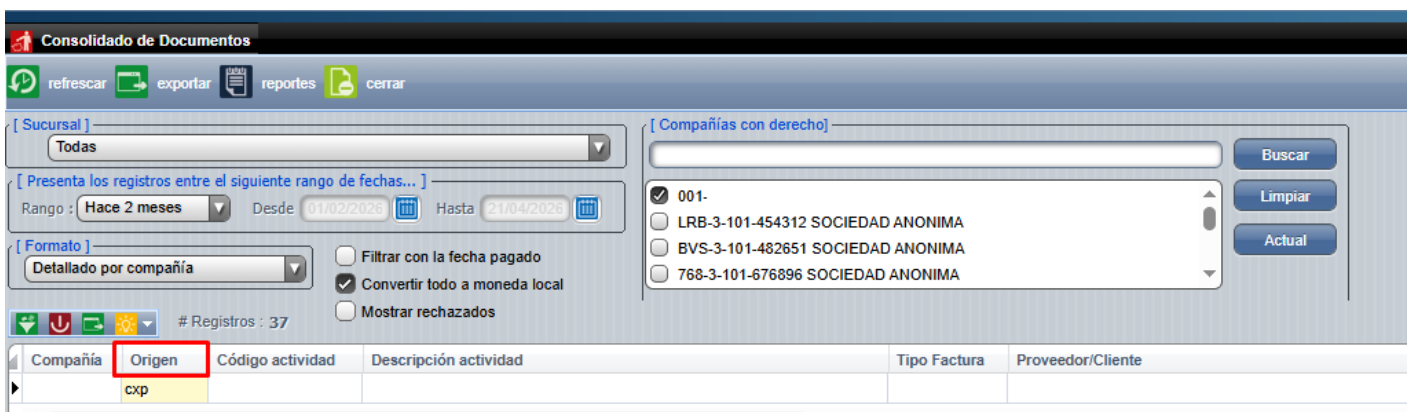 Consolidado de Documentos
refrescar exportar reportes cerrar
[ Sucursal ]
Todas
[ Presenta los registros entre el siguiente rango de fechas... ]
Rango : Hace 2 meses Desde 01/02/2026 Hasta 21/04/2026
[ Formato ]
Detallado por compañía
Filtrar con la fecha pagado
Convertir todo a moneda local
Mostrar rechazados
[ Compañías con derecho]
Buscar
Limpiar
Actual
001-
LRB-3-101-454312 SOCIEDAD ANONIMA
BVS-3-101-482651 SOCIEDAD ANONIMA
768-3-101-676896 SOCIEDAD ANONIMA
# Registros : 37
Compañía Origen Código actividad Descripción actividad Tipo Factura Proveedor/Cliente
cxp